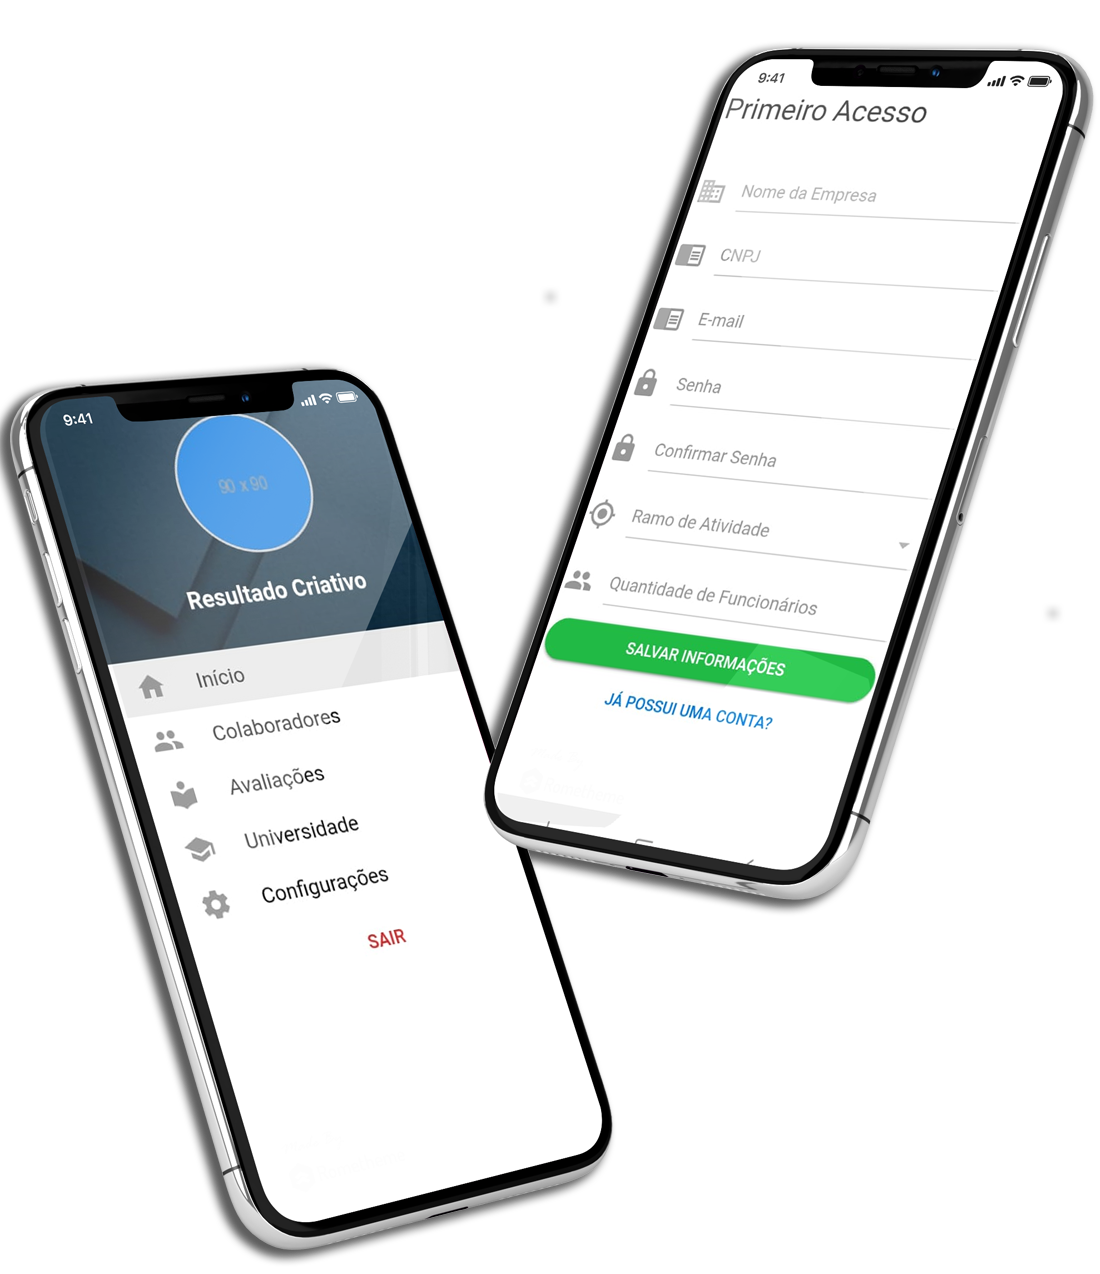 9:41
Primeiro Acesso
Nome da Empresa
CNPJ
E-mail
Senha
Confirmar Senha
Ramo de Atividade
Quantidade de Funcionários
SALVAR INFORMAÇÕES
JÁ POSSUI UMA CONTA?
9:41
90 x 90
Resultado Criativo
Início
Colaboradores
Avaliações
Universidade
Configurações
SAIR